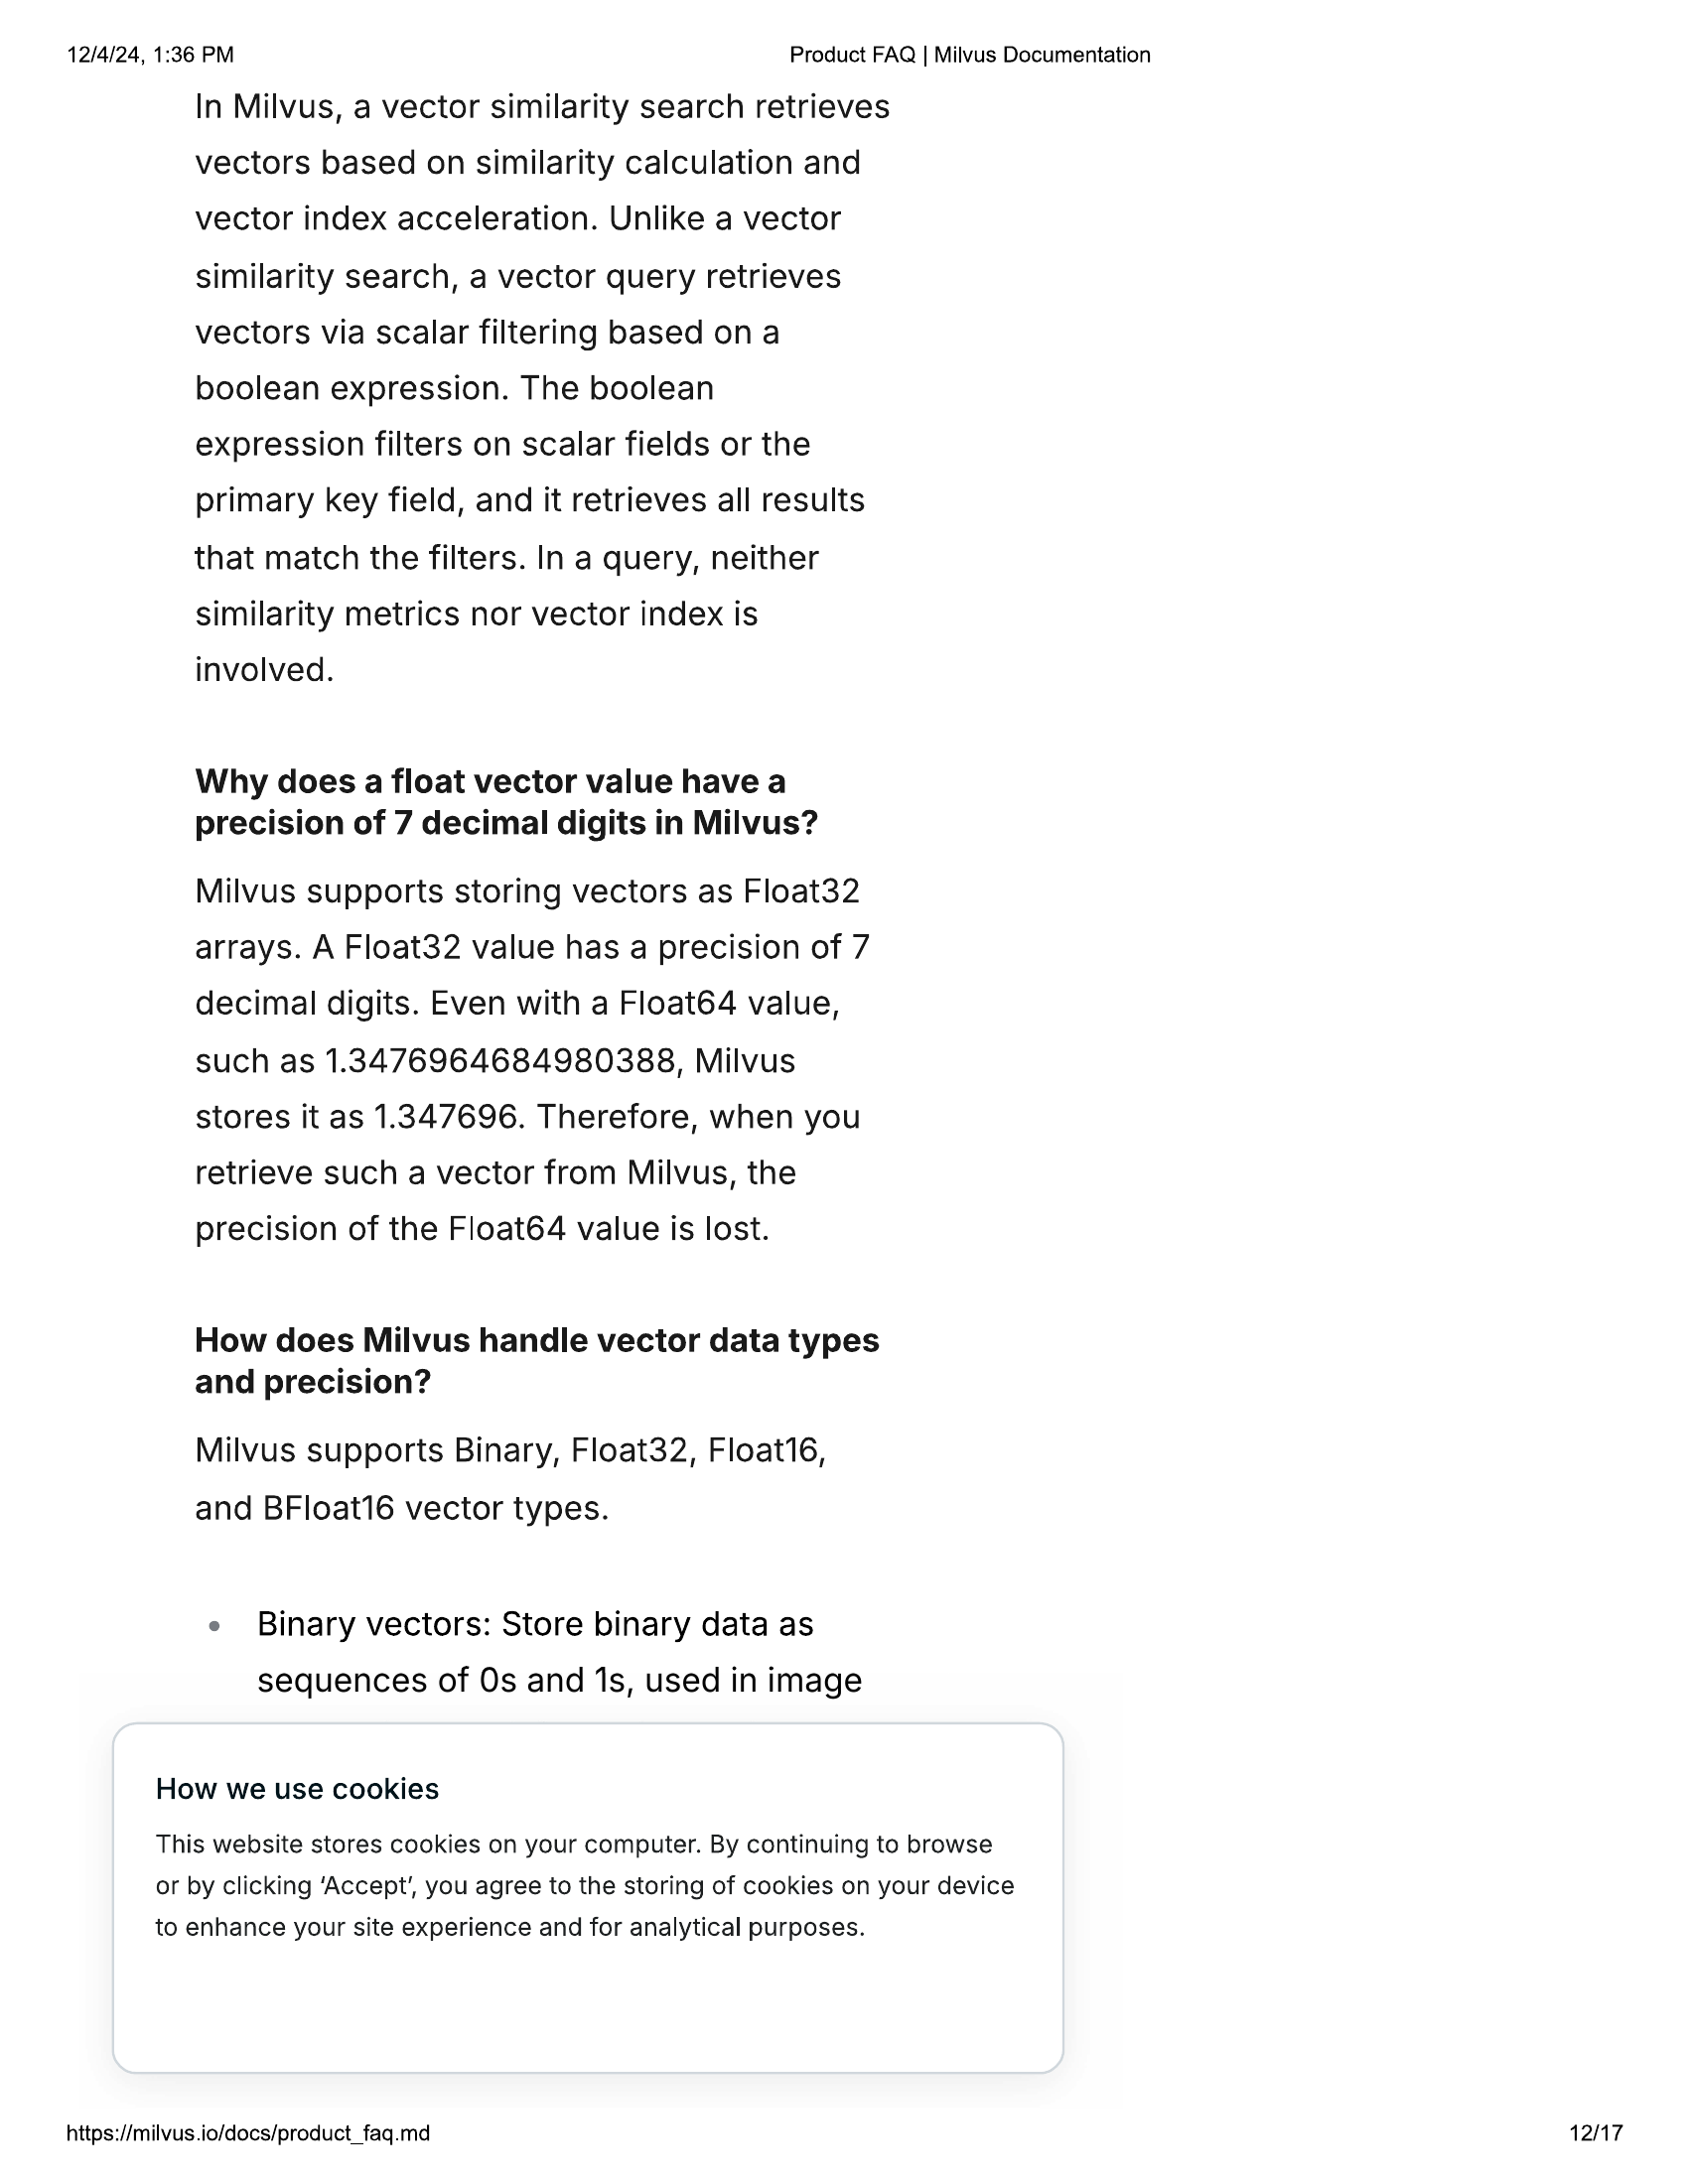 12/4/24, 1:36 PM
Product FAQ | Milvus Documentation
In Milvus, a vector similarity search retrieves
vectors based on similarity calculation and
vector index acceleration. Unlike a vector
similarity search, a vector query retrieves
vectors via scalar filtering based on a
boolean expression. The boolean
expression filters on scalar fields or the
primary key field, and it retrieves all results
that match the filters. In a query, neither
similarity metrics nor vector index is
involved.
Why does a float vector value have a
precision of 7 decimal digits in Milvus?
Milvus supports storing vectors as Float32
arrays. A Float32 value has a precision of 7
decimal digits. Even with a Float64 value,
such as 1.3476964684980388, Milvus
stores it as 1.347696. Therefore, when you
retrieve such a vector from Milvus, the
precision of the Float64 value is lost.
How does Milvus handle vector data types
and precision?
Milvus supports Binary, Float32, Float16,
and BFloat16 vector types.
• Binary vectors: Store binary data as
sequences of 0s and 1s, used in image
How we use cookies
This website stores cookies on your computer. By continuing to browse
or by clicking ‘Accept’, you agree to the storing of cookies on your device
to enhance your site experience and for analytical purposes.
https://milvus.io/docs/product_faq.md
12/17